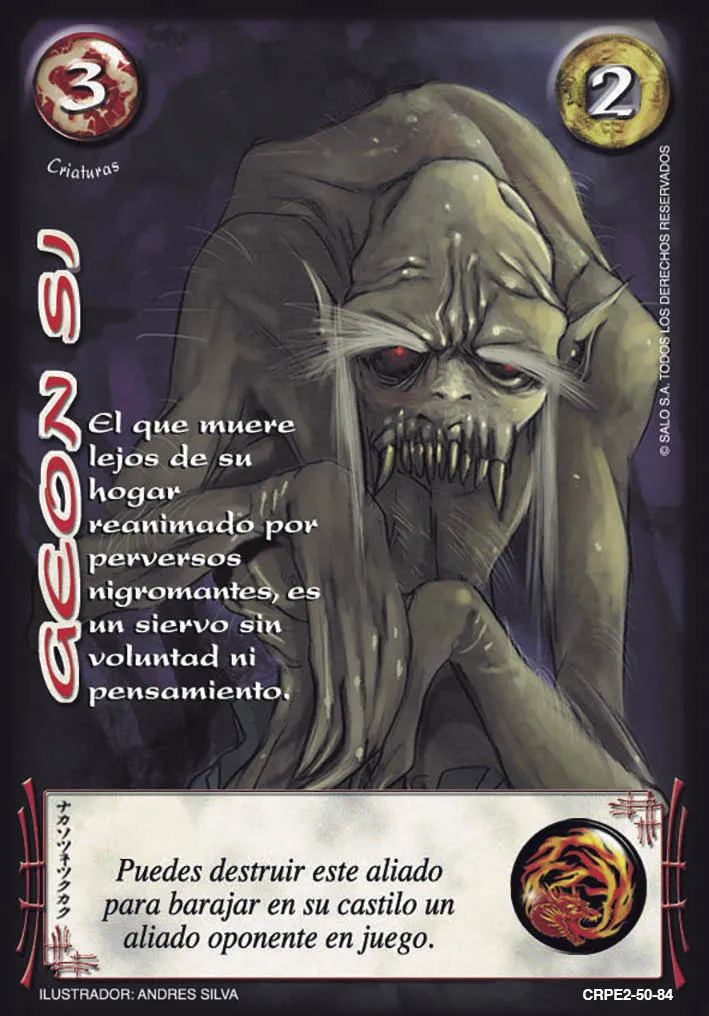 3
2
Criaturas
GEON SI
El que muere
lejos de su
hogar
reanimado por
perversos
nigromantes, es
un siervo sin
voluntad ni
pensamiento.
© SALO S.A. TODOS LOS DERECHOS RESERVADOS
ナカソツネツクカク
Puedes destruir este aliado
para barajar en su castilo un
aliado oponente en juego.
ILUSTRADOR: ANDRES SILVA
CRPE2-50-84